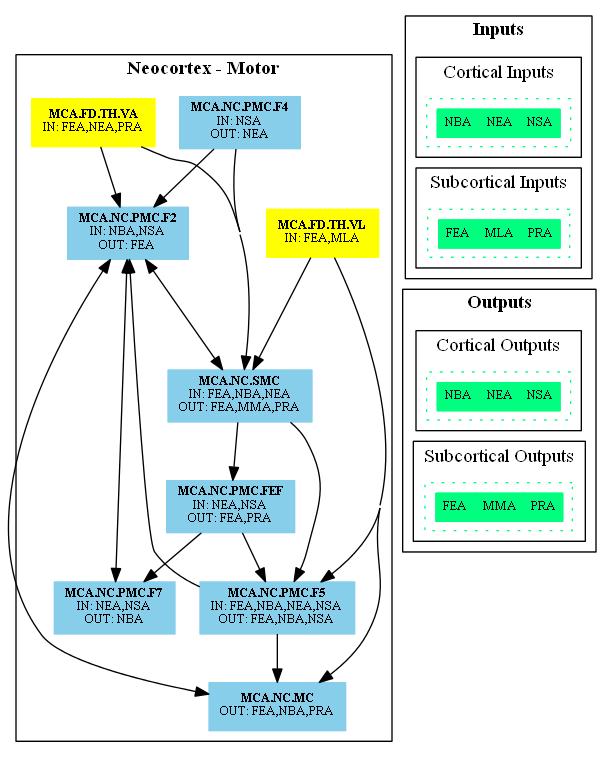 Neocortex - Motor
MCA.FD.TH.VA
IN: FEA,NEA,PRA
MCA.NC.PMC.F4
IN: NSA
OUT: NEA
MCA.NC.PMC.F2
IN: NBA,NSA
OUT: FEA
MCA.FD.TH.VL
IN: FEA,MLA
MCA.NC.SMC
IN: FEA,NBA,NEA
OUT: FEA,MMA,PRA
MCA.NC.PMC.FEF
IN: NEA,NSA
OUT: FEA,PRA
MCA.NC.PMC.F7
IN: NEA,NSA
OUT: NBA
MCA.NC.PMC.F5
IN: FEA,NBA,NEA,NSA
OUT: FEA,NBA,NSA
MCA.NC.MC
OUT: FEA,NBA,PRA
Inputs
Cortical Inputs
NBA NEA NSA
Subcortical Inputs
FEA MLA PRA
Outputs
Cortical Outputs
NBA NEA NSA
Subcortical Outputs
FEA MMA PRA